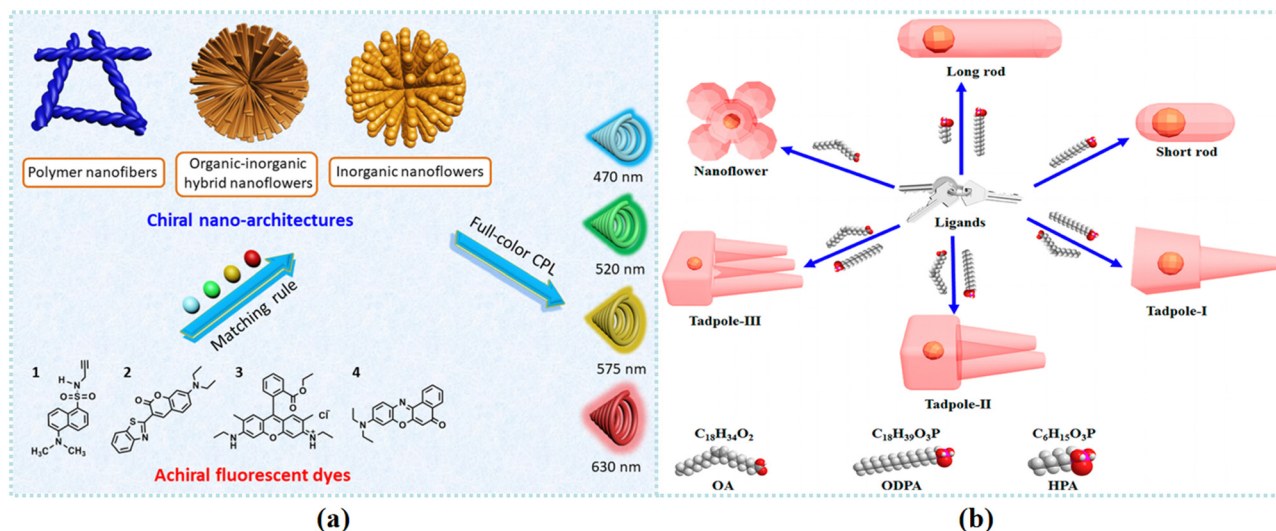 Polymer nanofibers
Organic-inorganic
hybrid nanoflowers
Inorganic nanoflowers
Chiral nano-architectures
Matching rule
Full-color CPL
470 nm
520 nm
575 nm
630 nm
1
2
3
4
H
N
O
S
O
N
H₃C
CH₃
O
O
N
S
N
O
O
Cl⁻
N
H
O
N
H
N
N
O
O
Achiral fluorescent dyes
(a)
Long rod
Nanoflower
Short rod
Ligands
Tadpole-III
Tadpole-I
Tadpole-II
C₁₈H₃₄O₂
C₁₈H₃₉O₃P
C₆H₁₅O₃P
OA
ODPA
HPA
(b)